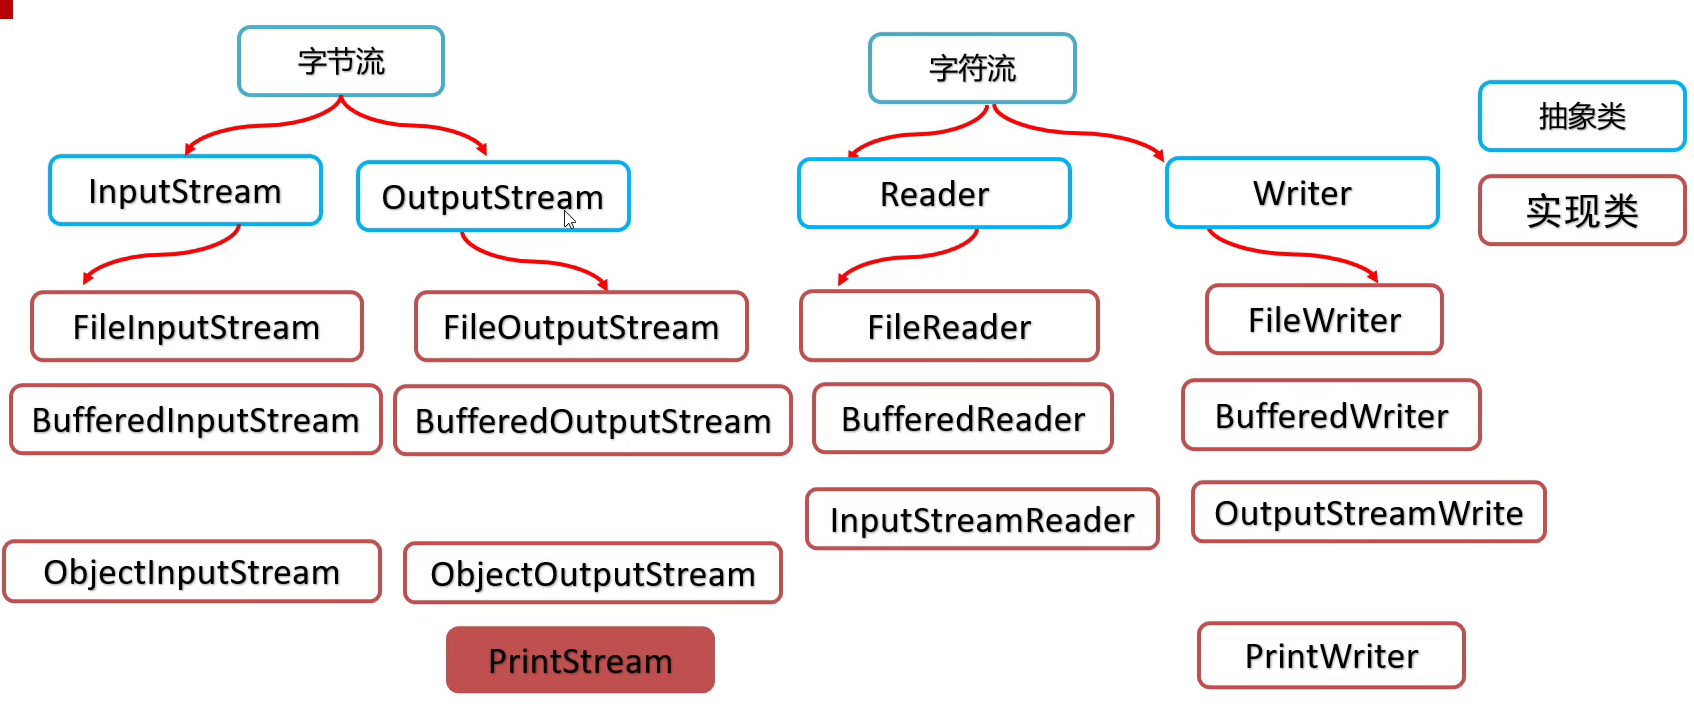 字节流
字符流
抽象类
InputStream
OutputStream
Reader
Writer
实现类
FileInputStream
FileOutputStream
FileReader
FileWriter
BufferedInputStream
BufferedOutputStream
BufferedReader
BufferedWriter
InputStreamReader
OutputStreamWrite
ObjectInputStream
ObjectOutputStream
PrintStream
PrintWriter